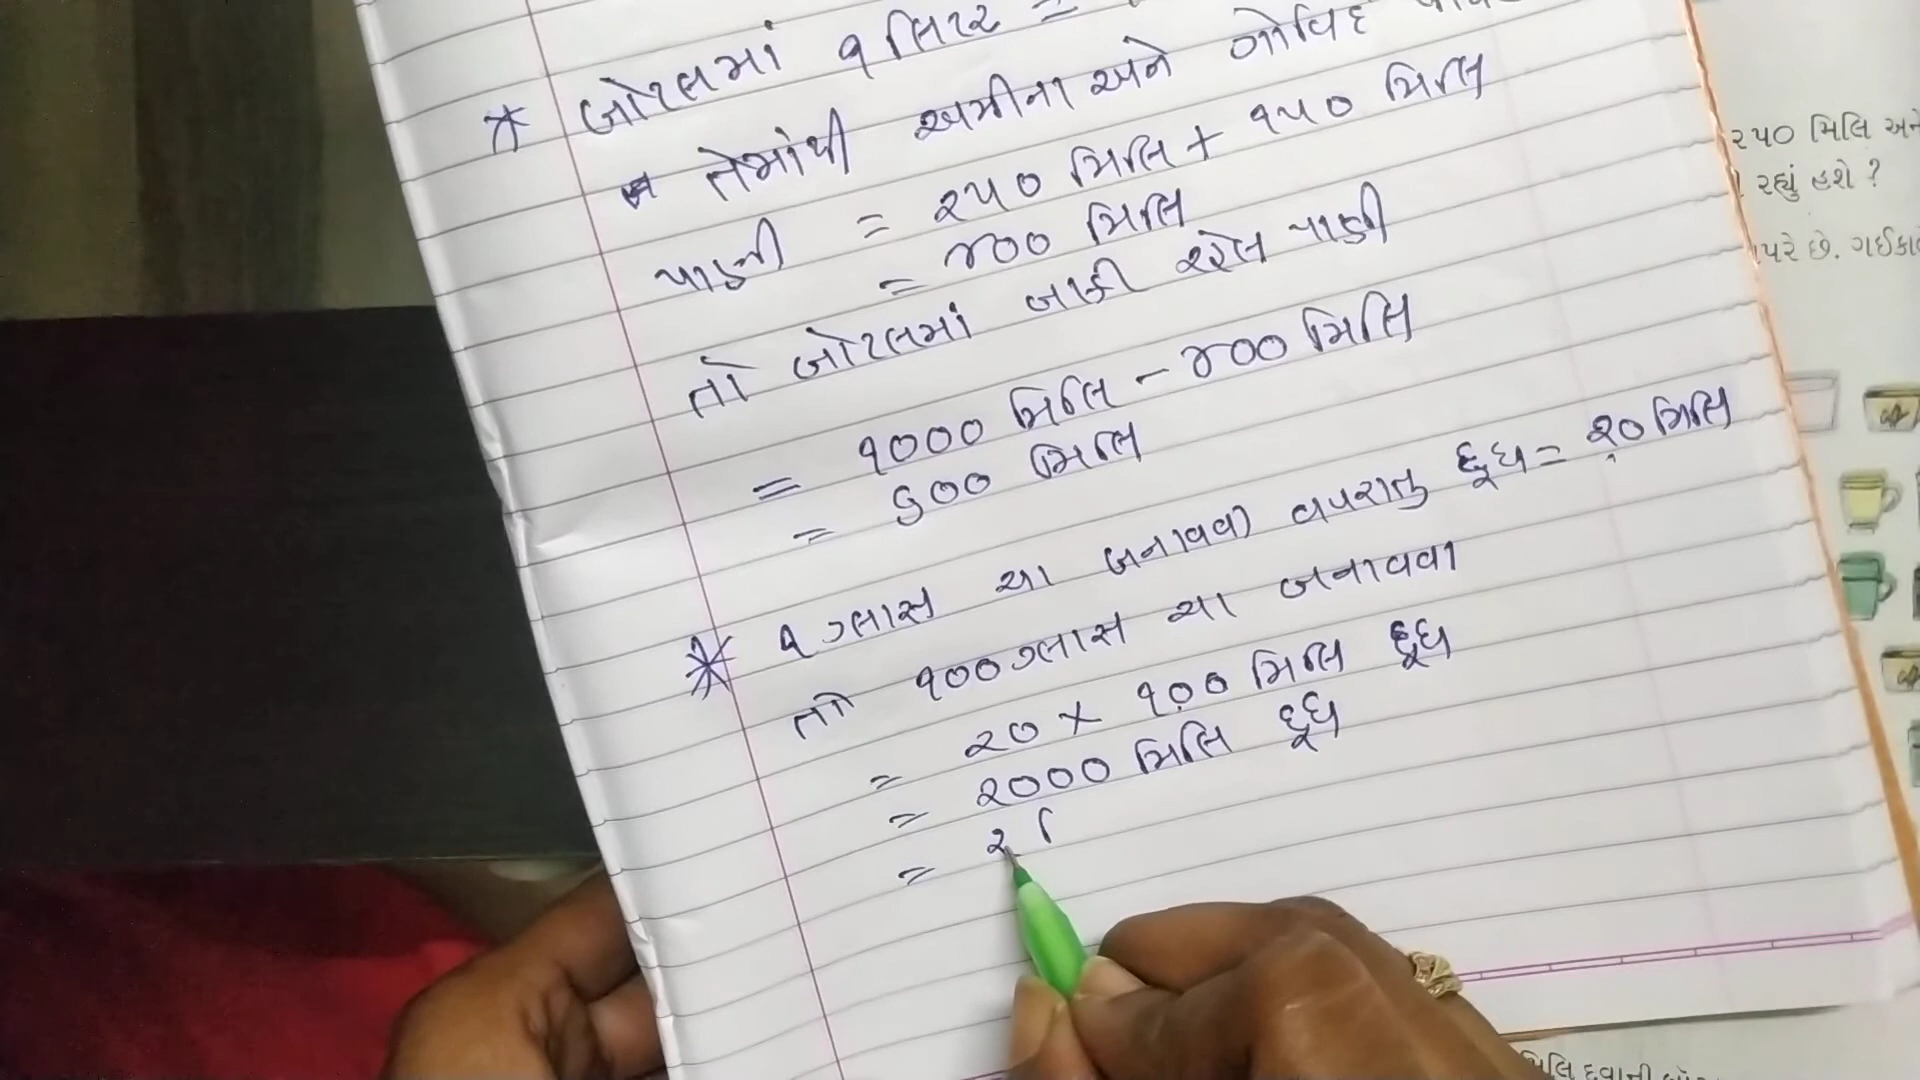 * બોટલમાં ૧ લિટર =
તેમાંથી અમીના અને ગોવિંદ
પાણી = ૨૫૦ મિલિ + ૧૫૦ મિલિ
= ૪૦૦ મિલિ
તો બોટલમાં બાકી રહેલ પાણી
= ૧૦૦૦ મિલિ - ૪૦૦ મિલિ
= ૬૦૦ મિલિ
* ૧ ગ્લાસ ચા બનાવવા વપરાતુ દૂધ = ૨૦ મિલિ
તો ૧૦૦ ગ્લાસ ચા બનાવવા
= ૨૦ × ૧૦૦ મિલિ દૂધ
= ૨૦૦૦ મિલિ દૂધ
= ૨
૨૫૦ મિલિ અને
રહ્યું હશે ?
પરે છે. ગઈકા